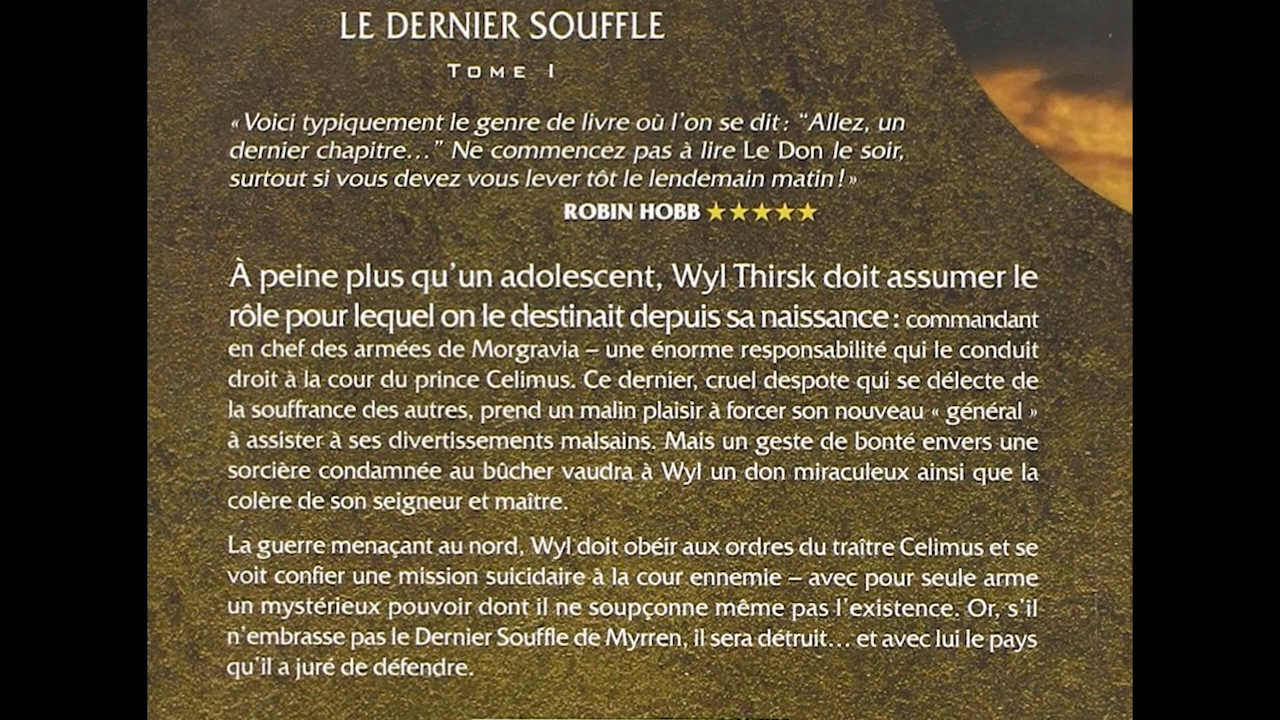 LE DERNIER SOUFFLE
TOME I
« Voici typiquement le genre de livre où l'on se dit : “Allez, un
dernier chapitre…” Ne commencez pas à lire Le Don le soir,
surtout si vous devez vous lever tôt le lendemain matin ! »
ROBIN HOBB ★★★★★
À peine plus qu'un adolescent, Wyl Thirsk doit assumer le
rôle pour lequel on le destinait depuis sa naissance : commandant
en chef des armées de Morgravia – une énorme responsabilité qui le conduit
droit à la cour du prince Celimus. Ce dernier, cruel despote qui se délecte de
la souffrance des autres, prend un malin plaisir à forcer son nouveau « général »
à assister à ses divertissements malsains. Mais un geste de bonté envers une
sorcière condamnée au bûcher vaudra à Wyl un don miraculeux ainsi que la
colère de son seigneur et maître.
La guerre menaçant au nord, Wyl doit obéir aux ordres du traître Celimus et se
voit confier une mission suicidaire à la cour ennemie – avec pour seule arme
un mystérieux pouvoir dont il ne soupçonne même pas l'existence. Or, s'il
n'embrasse pas le Dernier Souffle de Myrren, il sera détruit… et avec lui le pays
qu'il a juré de défendre.